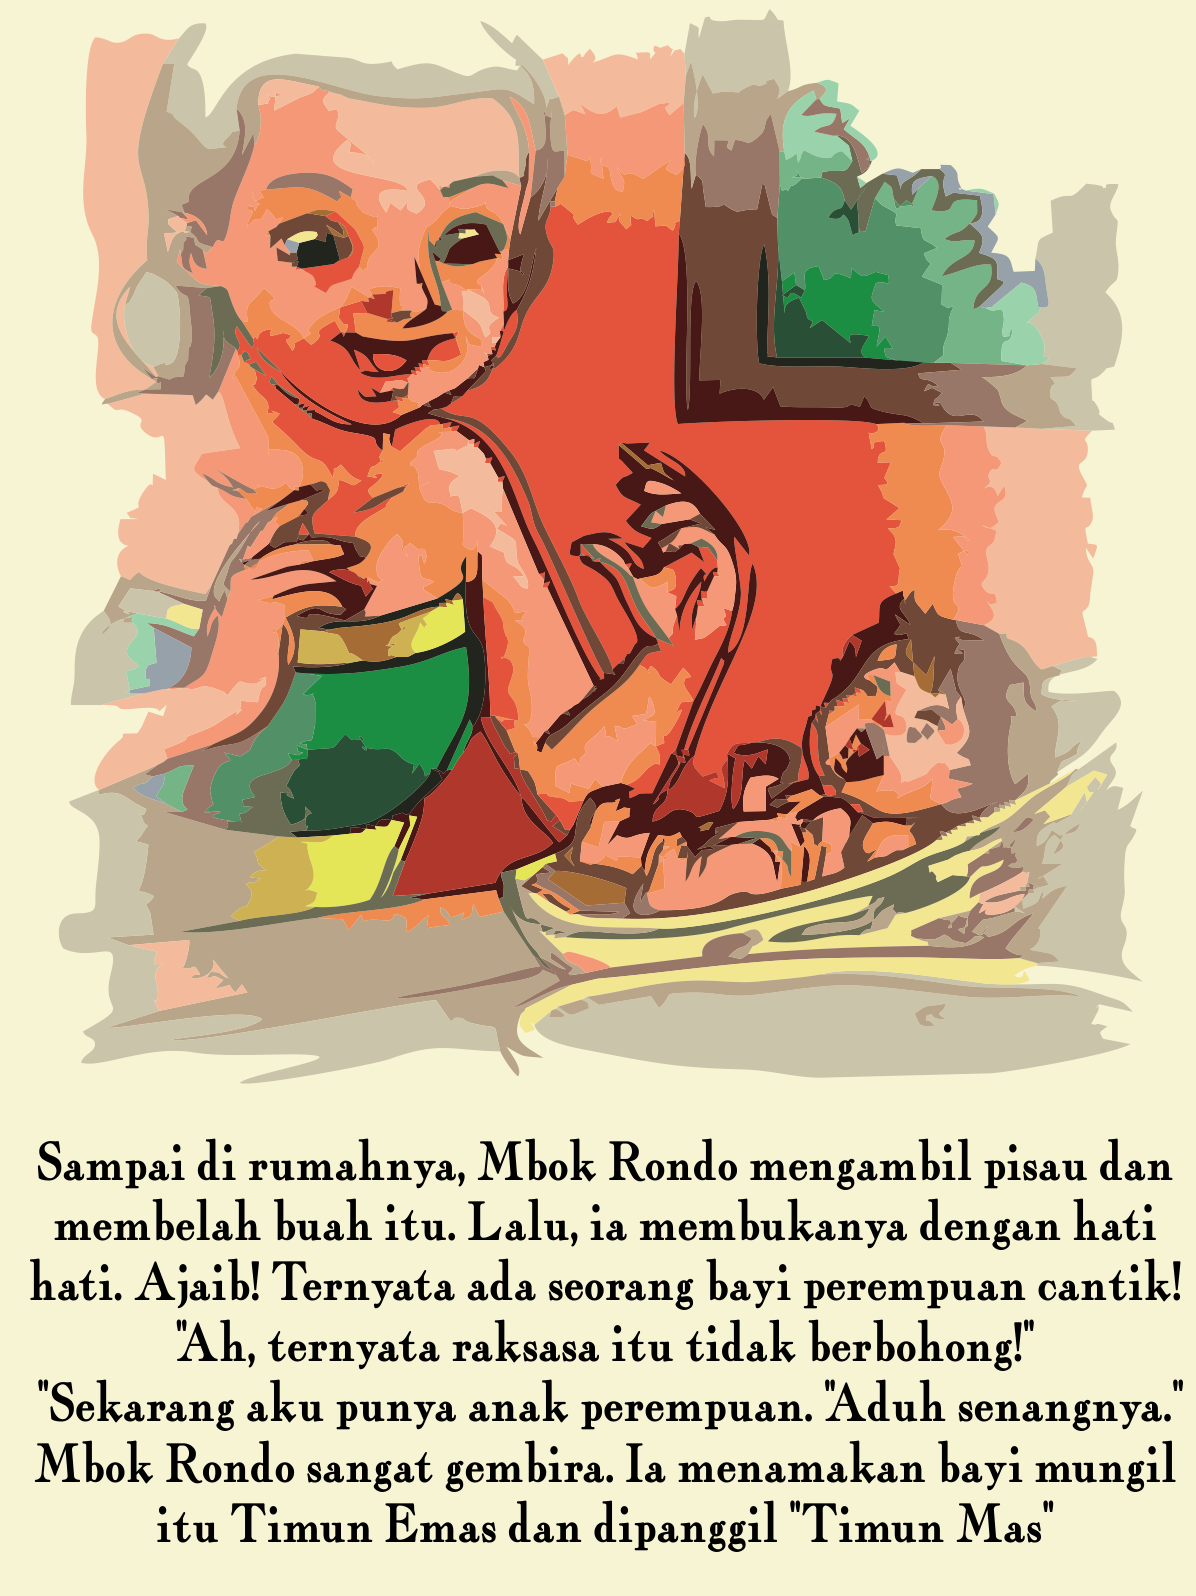 Sampai di rumahnya, Mbok Rondo mengambil pisau dan
membelah buah itu. Lalu, ia membukanya dengan hati
hati. Ajaib! Ternyata ada seorang bayi perempuan cantik!
"Ah, ternyata raksasa itu tidak berbohong!"
"Sekarang aku punya anak perempuan. "Aduh senangnya."
Mbok Rondo sangat gembira. Ia menamakan bayi mungil
itu Timun Emas dan dipanggil "Timun Mas"